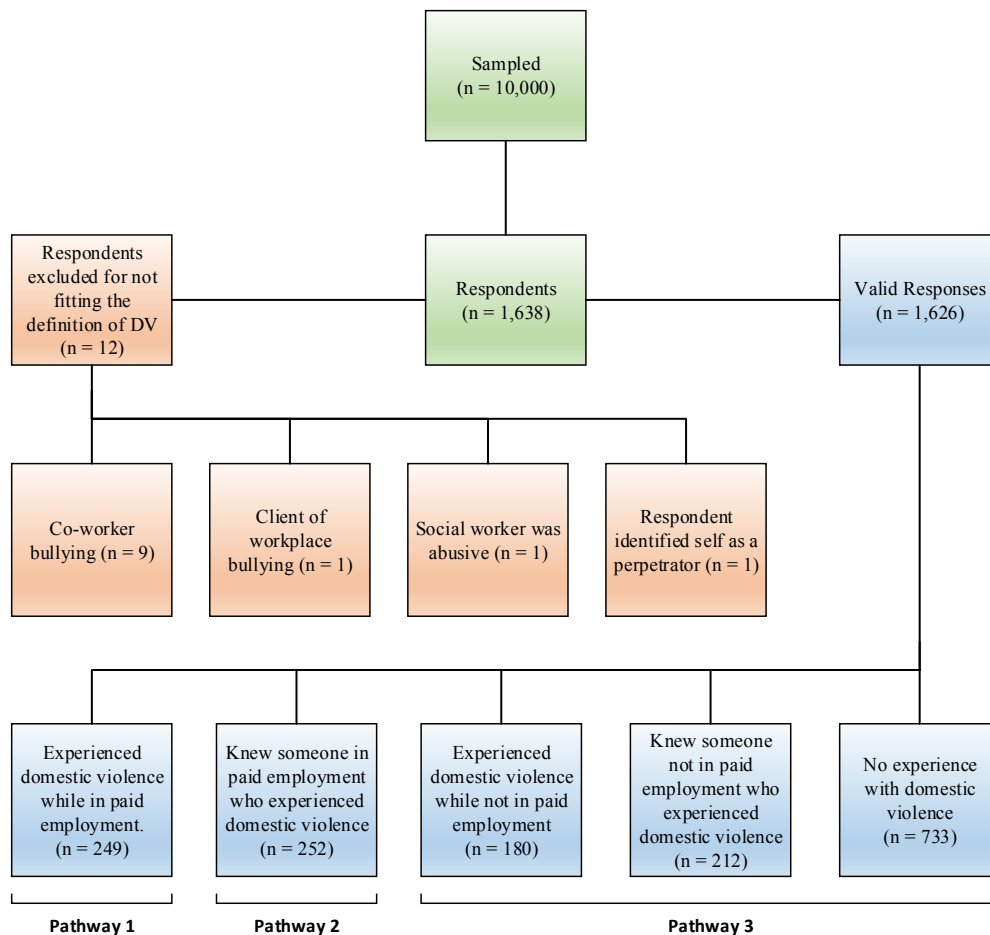 Sampled
(n = 10,000)
Respondents
excluded for not
fitting the
definition of DV
(n = 12)
Respondents
(n = 1,638)
Valid Responses
(n = 1,626)
Co-worker
bullying (n = 9)
Client of
workplace
bullying (n = 1)
Social worker was
abusive (n = 1)
Respondent
identified self as a
perpetrator (n = 1)
Experienced
domestic violence
while in paid
employment.
(n = 249)
Knew someone in
paid employment
who experienced
domestic violence
(n = 252)
Experienced
domestic violence
while not in paid
employment
(n = 180)
Knew someone
not in paid
employment who
experienced
domestic violence
(n = 212)
No experience
with domestic
violence
(n = 733)
Pathway 1
Pathway 2
Pathway 3